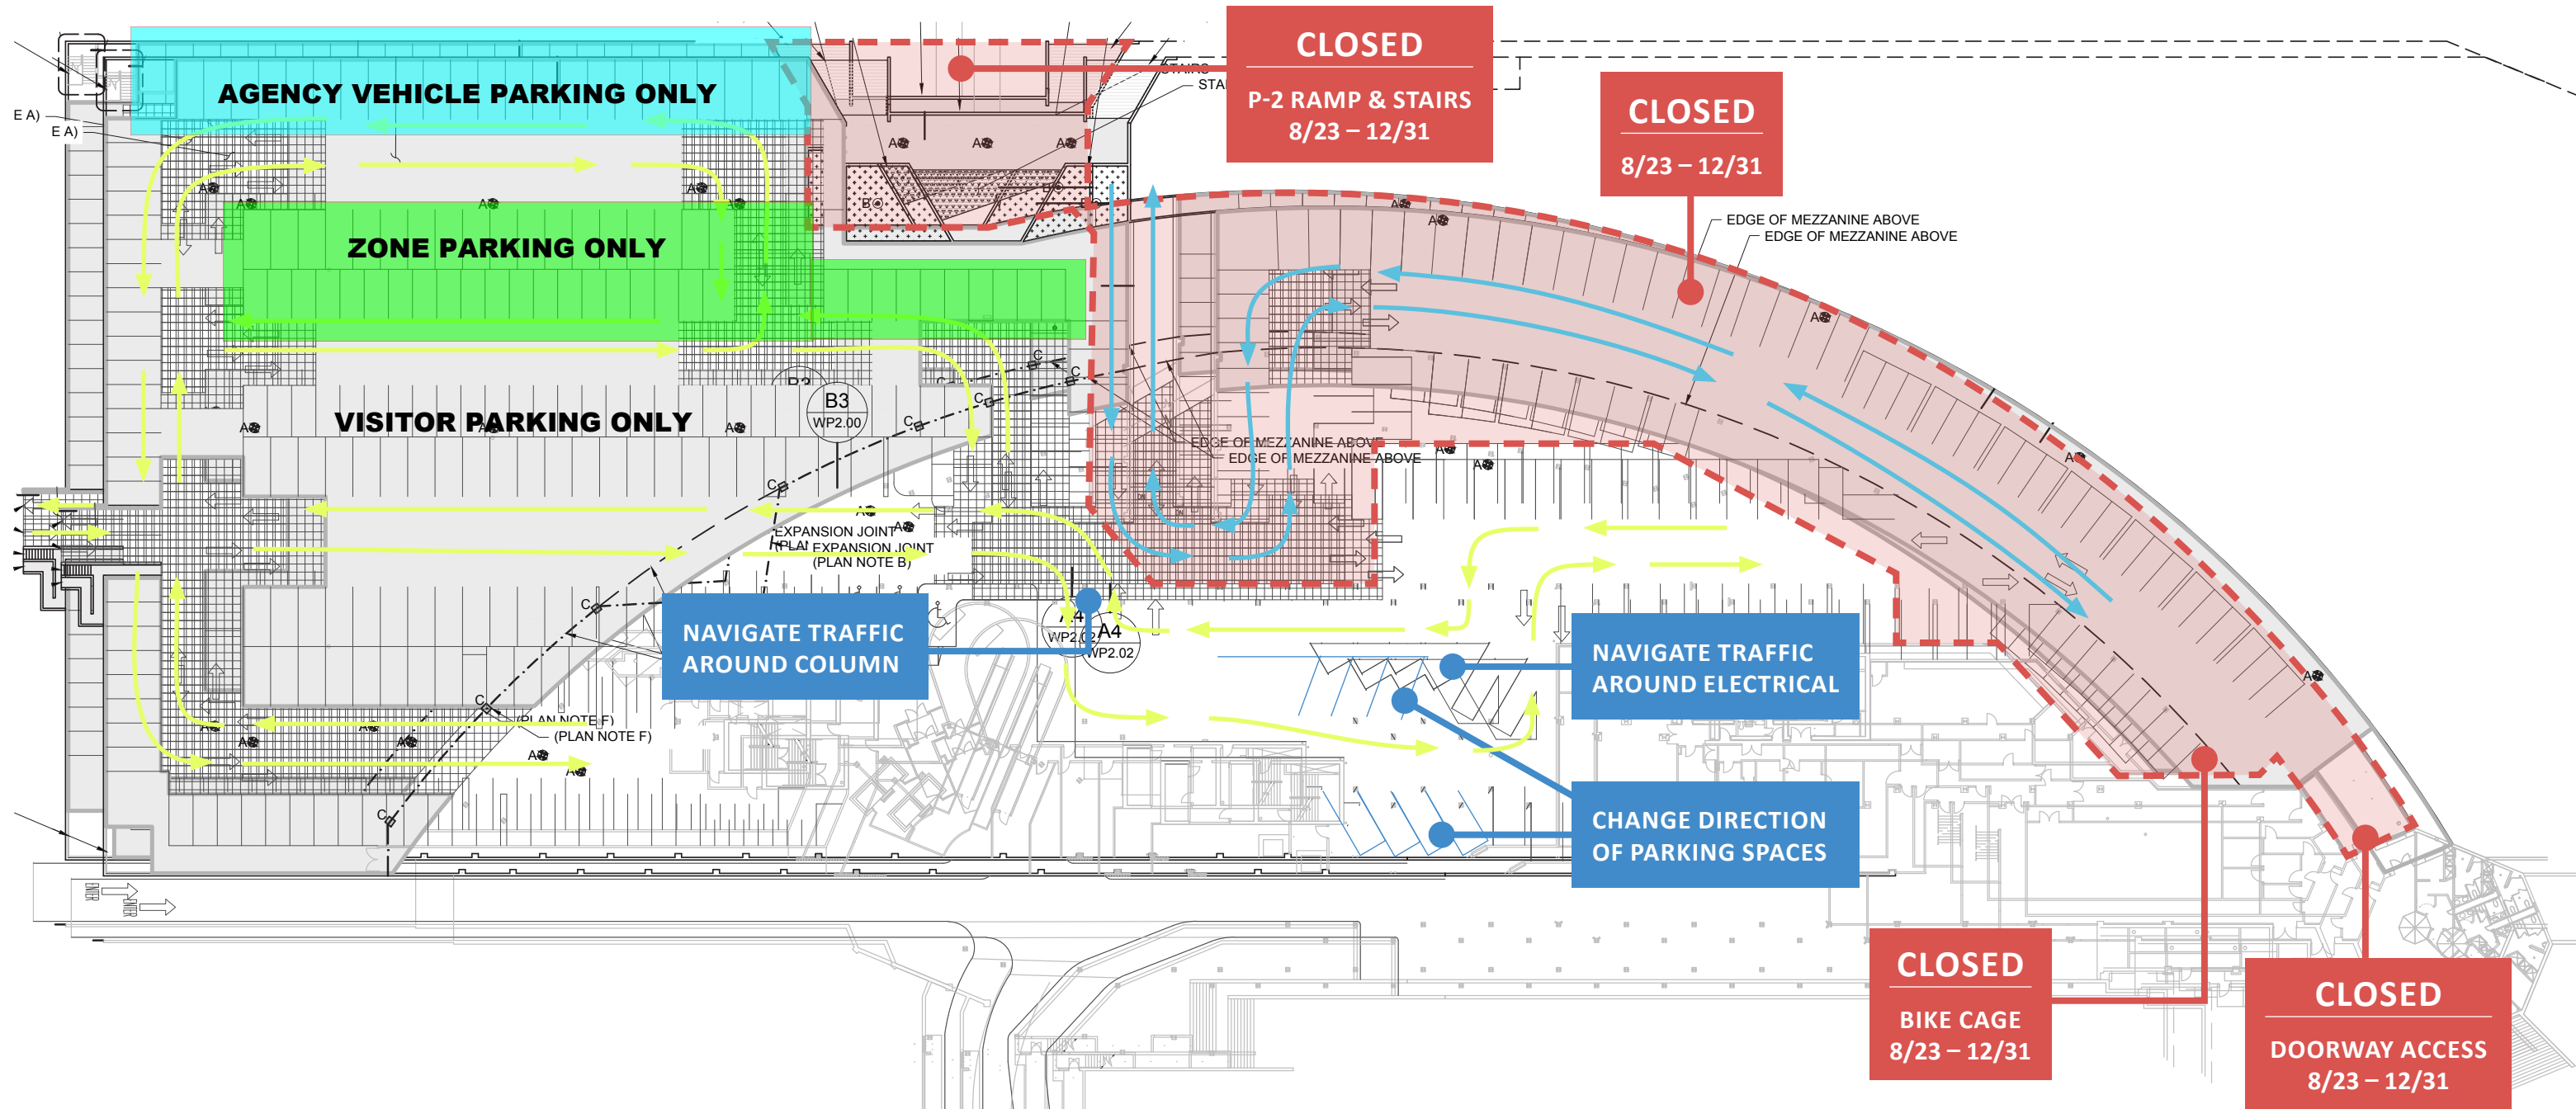 CLOSED
P-2 RAMP & STAIRS
8/23 – 12/31
CLOSED
8/23 – 12/31
AGENCY VEHICLE PARKING ONLY
E A)
E A)
ZONE PARKING ONLY
EDGE OF MEZZANINE ABOVE
EDGE OF MEZZANINE ABOVE
VISITOR PARKING ONLY
B3
WP2.00
EDGE OF MEZZANINE ABOVE
EDGE OF MEZZANINE ABOVE
EXPANSION JOINT
EXPANSION JOINT
(PLAN NOTE B)
NAVIGATE TRAFFIC
AROUND COLUMN
A4
WP2.02
A4
WP2.02
NAVIGATE TRAFFIC
AROUND ELECTRICAL
(PLAN NOTE F)
(PLAN NOTE F)
CHANGE DIRECTION
OF PARKING SPACES
CLOSED
BIKE CAGE
8/23 – 12/31
CLOSED
DOORWAY ACCESS
8/23 – 12/31